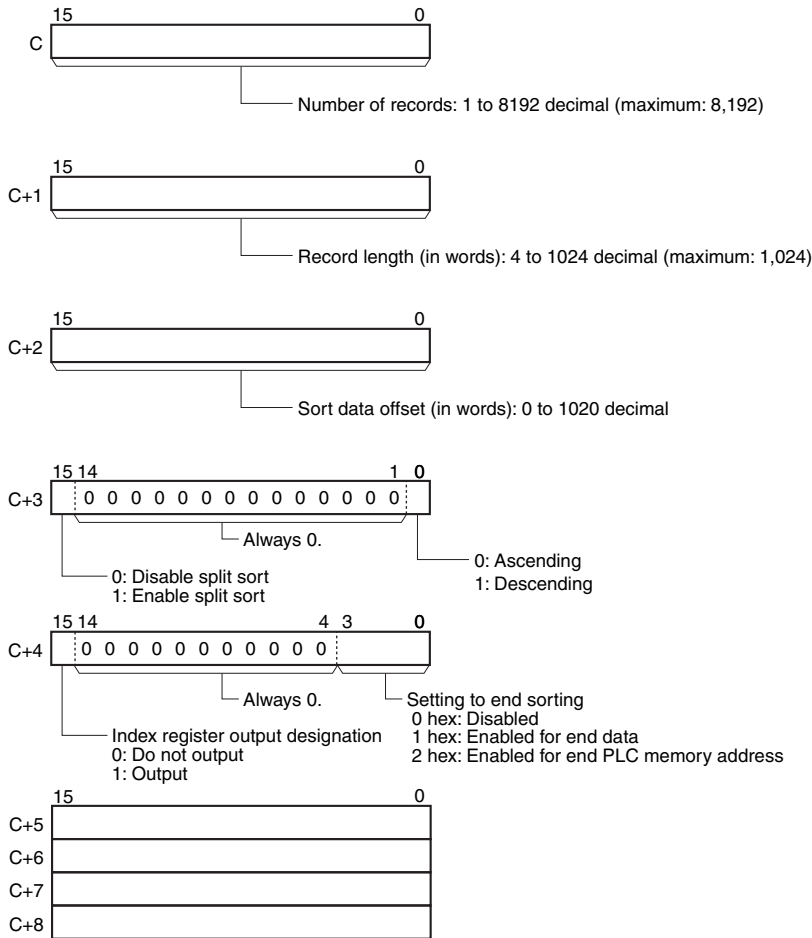 15 0
C
Number of records: 1 to 8192 decimal (maximum: 8,192)
15 0
C+1
Record length (in words): 4 to 1024 decimal (maximum: 1,024)
15 0
C+2
Sort data offset (in words): 0 to 1020 decimal
15 14 1 0
C+3 0 0 0 0 0 0 0 0 0 0 0 0 0 0
Always 0.
0: Ascending
1: Descending
0: Disable split sort
1: Enable split sort
15 14 4 3 0
C+4 0 0 0 0 0 0 0 0 0 0 0
Always 0.
Setting to end sorting
0 hex: Disabled
1 hex: Enabled for end data
2 hex: Enabled for end PLC memory address
Index register output designation
0: Do not output
1: Output
15 0
C+5
C+6
C+7
C+8